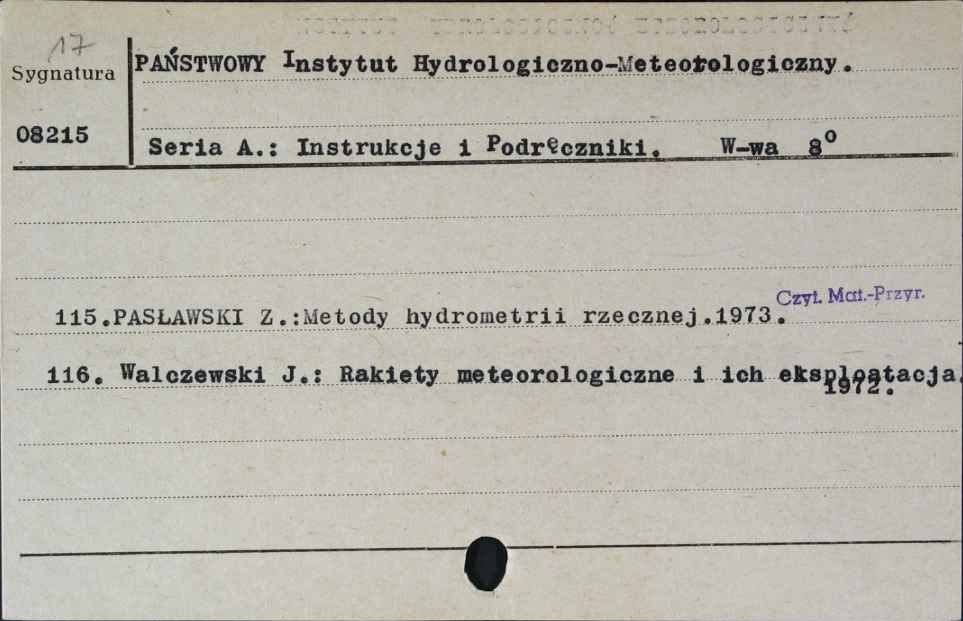 17
Sygnatura
PAŃSTWOWY Instytut Hydrologiczno-Meteorologiczny.
08215
Seria A.: Instrukcje i Podręczniki. W-wa 8°
Czyt. Mat.-Przyr.
115.PASŁAWSKI Z.:Metody hydrometrii rzecznej.1973.
116. Walczewski J.: Rakiety meteorologiczne i ich eksploatacja.
1972.